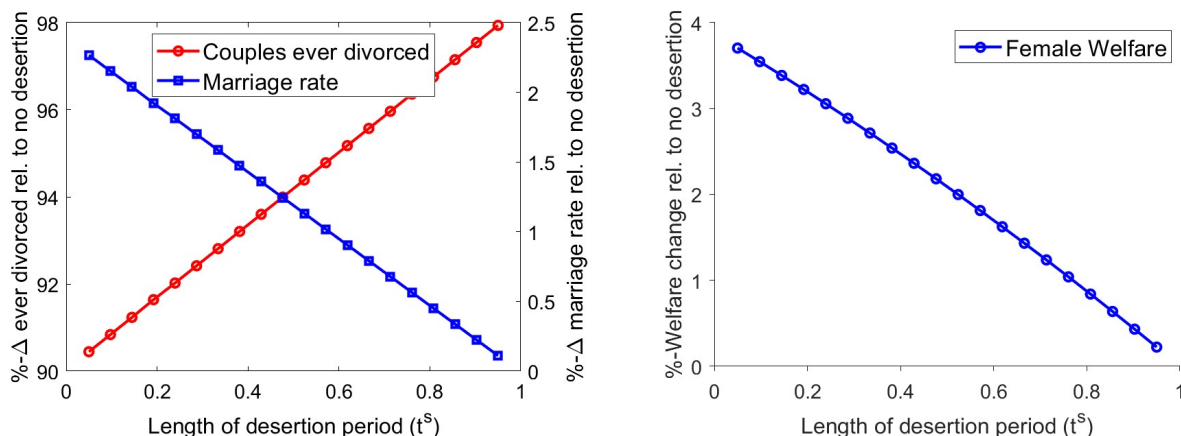 %-Δ ever divorced rel. to no desertion
98
96
94
92
90
Couples ever divorced
Marriage rate
2.5
2
1.5
1
0.5
0
%-Δ marriage rate rel. to no desertion
0 0.2 0.4 0.6 0.8 1
Length of desertion period (tˢ)
%-Welfare change rel. to no desertion
4
3
2
1
0
Female Welfare
0 0.2 0.4 0.6 0.8 1
Length of desertion period (tˢ)